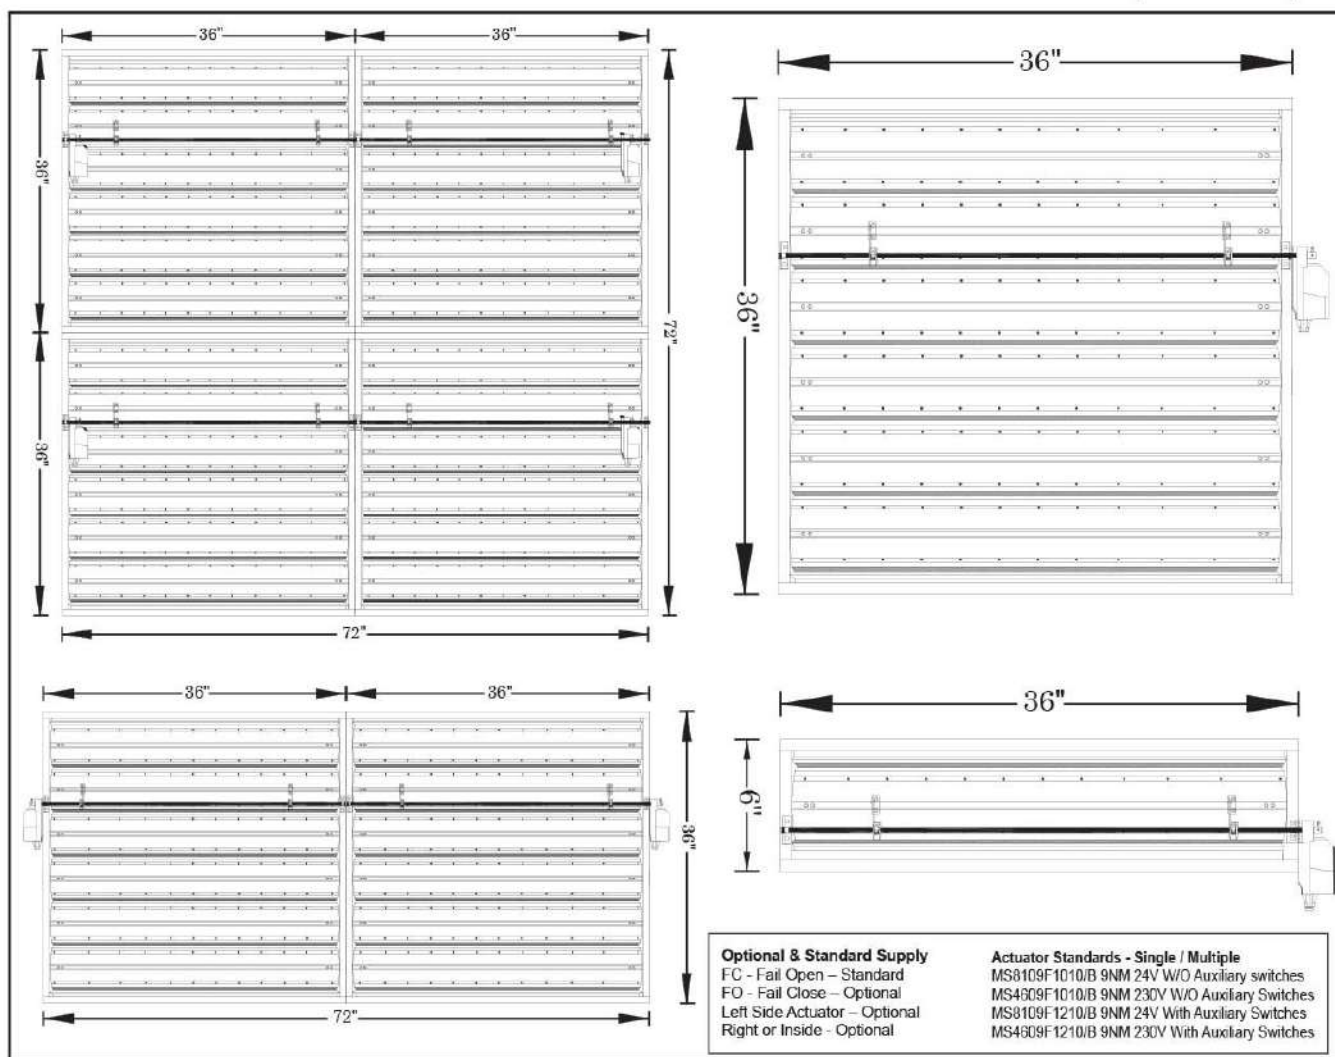 36"
36"
36"
36"
72"
72"
36"
36"
36"
36"
36"
72"
36"
6"
Optional & Standard Supply
FC - Fail Open – Standard
FO - Fail Close – Optional
Left Side Actuator – Optional
Right or Inside - Optional
Actuator Standards - Single / Multiple
MS8109F1010/B 9NM 24V W/O Auxiliary switches
MS4609F1010/B 9NM 230V W/O Auxiliary Switches
MS8109F1210/B 9NM 24V With Auxiliary Switches
MS4609F1210/B 9NM 230V With Auxiliary Switches